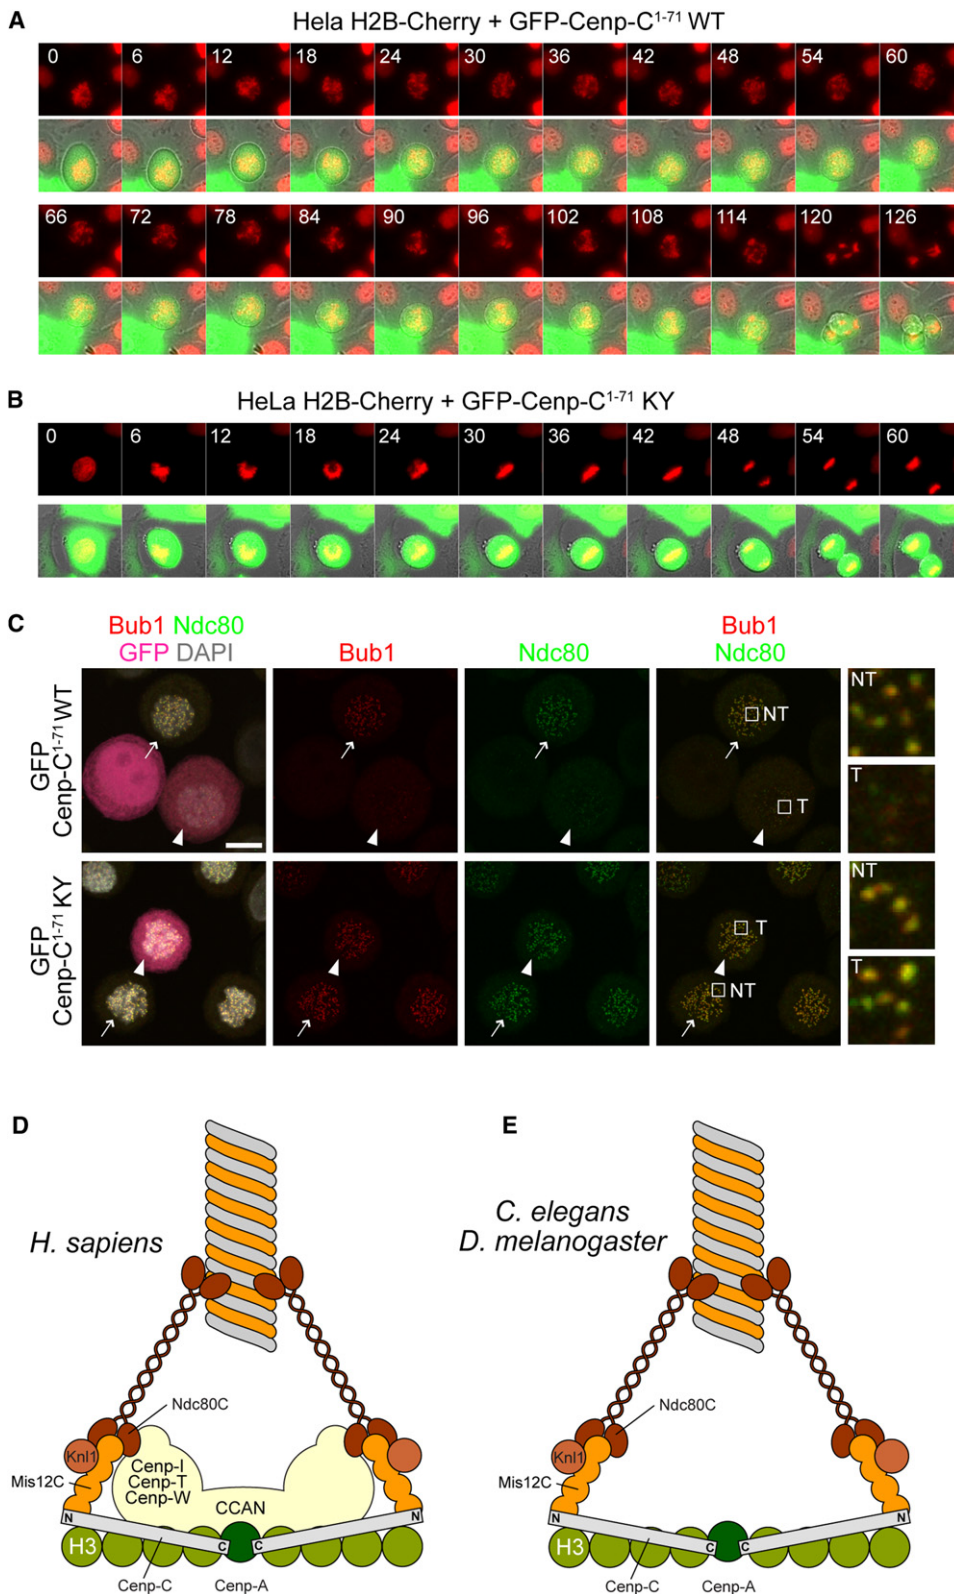 A
Hela H2B-Cherry + GFP-Cenp-C1-71 WT
0 6 12 18 24 30 36 42 48 54 60
66 72 78 84 90 96 102 108 114 120 126
B
HeLa H2B-Cherry + GFP-Cenp-C1-71 KY
0 6 12 18 24 30 36 42 48 54 60
C
Bub1 Ndc80
GFP DAPI
Bub1
Ndc80
Bub1
Ndc80
GFP
Cenp-C1-71 WT
NT
T
NT
T
GFP
Cenp-C1-71 KY
T
NT
NT
T
D
H. sapiens
Ndc80C
Knl1
Mis12C
Cenp-I
Cenp-T
Cenp-W
CCAN
N
N
H3
C
C
Cenp-C
Cenp-A
E
C. elegans
D. melanogaster
Ndc80C
Knl1
Mis12C
N
N
H3
C
C
Cenp-C
Cenp-A